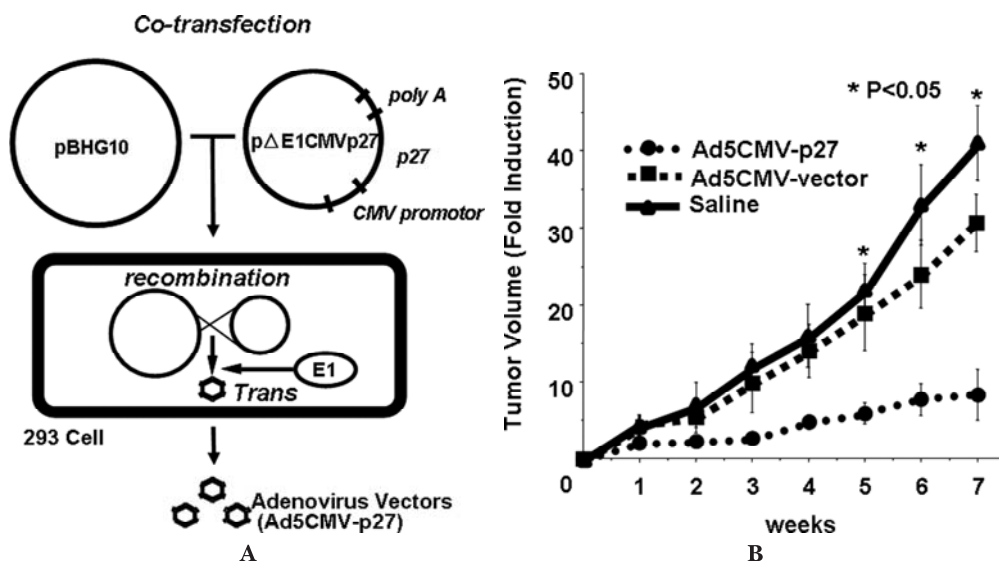 Co-transfection
pBHG10
p△E1CMVp27
poly A
p27
CMV promotor
recombination
E1
Trans
293 Cell
Adenovirus Vectors
(Ad5CMV-p27)
A
Tumor Volume (Fold Induction)
50
40
30
20
10
0
* P<0.05
Ad5CMV-p27
Ad5CMV-vector
Saline
*
*
*
1 2 3 4 5 6 7
weeks
B